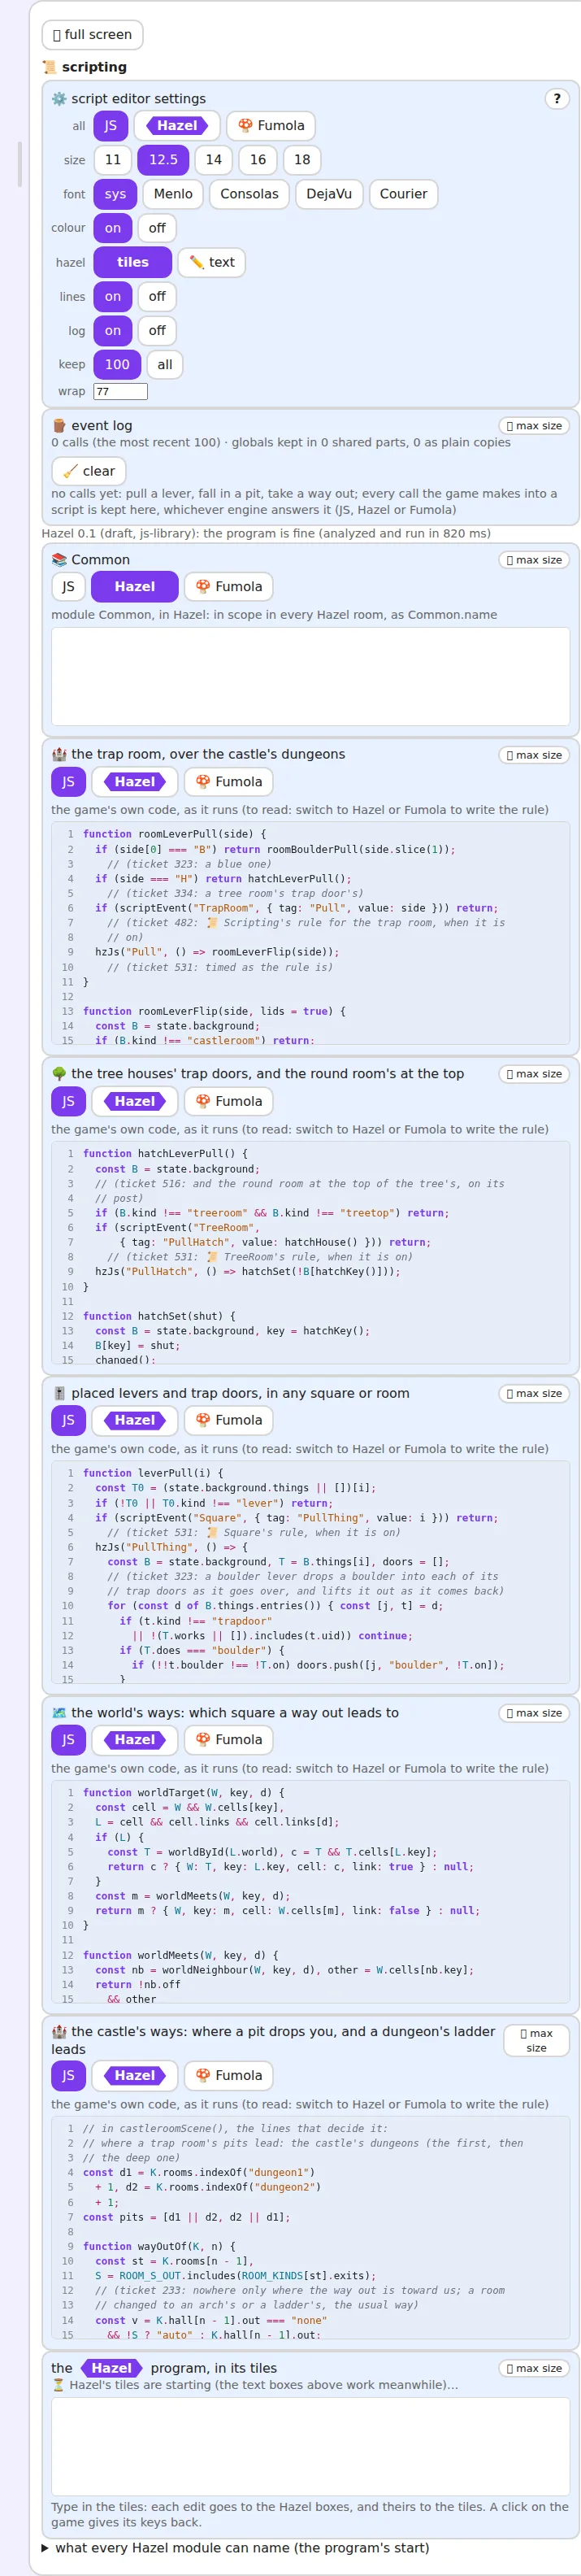 full screen
📜 scripting
⚙️ script editor settings ?
all JS Hazel 🍄 Fumola
size 11 12.5 14 16 18
font sys Menlo Consolas DejaVu Courier
colour on off
hazel tiles ✏️ text
lines on off
log on off
keep 100 all
wrap 77
🪵 event log max size
0 calls (the most recent 100) · globals kept in 0 shared parts, 0 as plain copies
🧹 clear
no calls yet: pull a lever, fall in a pit, take a way out; every call the game makes into a
script is kept here, whichever engine answers it (JS, Hazel or Fumola)
Hazel 0.1 (draft, js-library): the program is fine (analyzed and run in 820 ms)
📚 Common max size
JS Hazel 🍄 Fumola
module Common, in Hazel: in scope in every Hazel room, as Common.name
🏰 the trap room, over the castle's dungeons max size
JS Hazel 🍄 Fumola
the game's own code, as it runs (to read: switch to Hazel or Fumola to write the rule)
1 function roomLeverPull(side) {
2 if (side[0] === "B") return roomBoulderPull(side.slice(1));
3 // (ticket 323: a blue one)
4 if (side === "H") return hatchLeverPull();
5 // (ticket 334: a tree room's trap door's)
6 if (scriptEvent("TrapRoom", { tag: "Pull", value: side })) return;
7 // (ticket 482: 📜 Scripting's rule for the trap room, when it is
8 // on)
9 hzJs("Pull", () => roomLeverFlip(side));
10 // (ticket 531: timed as the rule is)
11 }
12
13 function roomLeverFlip(side, lids = true) {
14 const B = state.background;
15 if (B.kind !== "castleroom") return;
🌳 the tree houses' trap doors, and the round room's at the top max size
JS Hazel 🍄 Fumola
the game's own code, as it runs (to read: switch to Hazel or Fumola to write the rule)
1 function hatchLeverPull() {
2 const B = state.background;
3 // (ticket 516: and the round room at the top of the tree's, on its
4 // post)
5 if (B.kind !== "treeroom" && B.kind !== "treetop") return;
6 if (scriptEvent("TreeRoom",
7 { tag: "PullHatch", value: hatchHouse() })) return;
8 // (ticket 531: 📜 TreeRoom's rule, when it is on)
9 hzJs("PullHatch", () => hatchSet(!B[hatchKey()]));
10 }
11
12 function hatchSet(shut) {
13 const B = state.background, key = hatchKey();
14 B[key] = shut;
15 changed();
🎚️ placed levers and trap doors, in any square or room max size
JS Hazel 🍄 Fumola
the game's own code, as it runs (to read: switch to Hazel or Fumola to write the rule)
1 function leverPull(i) {
2 const T0 = (state.background.things || [])[i];
3 if (!T0 || T0.kind !== "lever") return;
4 if (scriptEvent("Square", { tag: "PullThing", value: i })) return;
5 // (ticket 531: 📜 Square's rule, when it is on)
6 hzJs("PullThing", () => {
7 const B = state.background, T = B.things[i], doors = [];
8 // (ticket 323: a boulder lever drops a boulder into each of its
9 // trap doors as it goes over, and lifts it out as it comes back)
10 for (const d of B.things.entries()) { const [j, t] = d;
11 if (t.kind !== "trapdoor"
12 || !(T.works || []).includes(t.uid)) continue;
13 if (T.does === "boulder") {
14 if (!!t.boulder !== !T.on) doors.push([j, "boulder", !T.on]);
15 }
🗺️ the world's ways: which square a way out leads to max size
JS Hazel 🍄 Fumola
the game's own code, as it runs (to read: switch to Hazel or Fumola to write the rule)
1 function worldTarget(W, key, d) {
2 const cell = W && W.cells[key],
3 L = cell && cell.links && cell.links[d];
4 if (L) {
5 const T = worldById(L.world), c = T && T.cells[L.key];
6 return c ? { W: T, key: L.key, cell: c, link: true } : null;
7 }
8 const m = worldMeets(W, key, d);
9 return m ? { W, key: m, cell: W.cells[m], link: false } : null;
10 }
11
12 function worldMeets(W, key, d) {
13 const nb = worldNeighbour(W, key, d), other = W.cells[nb.key];
14 return !nb.off
15 && other
🏰 the castle's ways: where a pit drops you, and a dungeon's ladder
leads
max
size
JS Hazel 🍄 Fumola
the game's own code, as it runs (to read: switch to Hazel or Fumola to write the rule)
1 // in castleroomScene(), the lines that decide it:
2 // where a trap room's pits lead: the castle's dungeons (the first, then
3 // the deep one)
4 const d1 = K.rooms.indexOf("dungeon1")
5 + 1, d2 = K.rooms.indexOf("dungeon2")
6 + 1;
7 const pits = [d1 || d2, d2 || d1];
8
9 function wayOutOf(K, n) {
10 const st = K.rooms[n - 1],
11 S = ROOM_S_OUT.includes(ROOM_KINDS[st].exits);
12 // (ticket 233: nowhere only where the way out is toward us; a room
13 // changed to an arch's or a ladder's, the usual way)
14 const v = K.hall[n - 1].out === "none"
15 && !S ? "auto" : K.hall[n - 1].out;
the Hazel program, in its tiles max size
⏳ Hazel's tiles are starting (the text boxes above work meanwhile)…
Type in the tiles: each edit goes to the Hazel boxes, and theirs to the tiles. A click on the
game gives its keys back.
▶ what every Hazel module can name (the program's start)